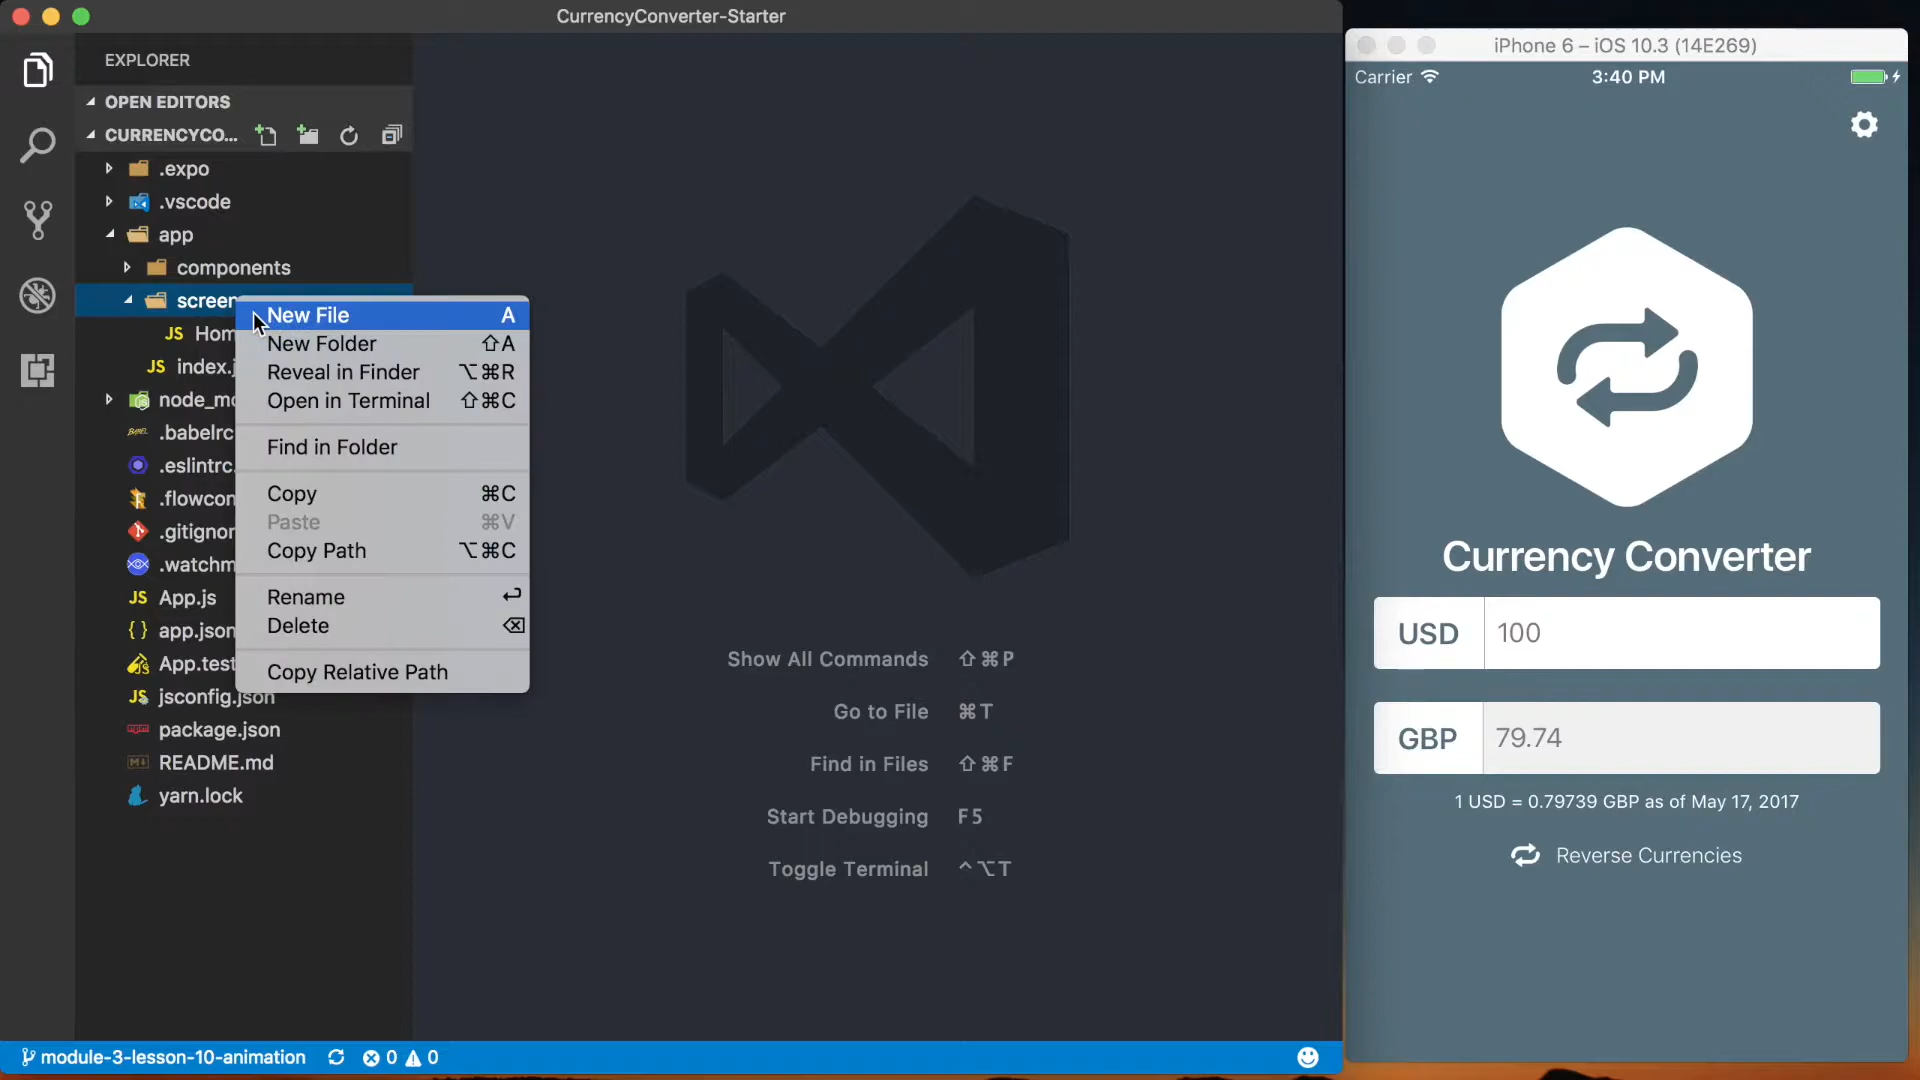 CurrencyConverter-Starter
EXPLORER
OPEN EDITORS
CURRENCYCO...
.expo
.vscode
app
components
screen
JS Hom
JS index.j
node_mo
.babelrc
.eslintrc.
.flowcon
.gitignor
.watchm
JS App.js
{ } app.json
App.test
JS jsconfig.json
package.json
README.md
yarn.lock
New File A
New Folder ⇧A
Reveal in Finder ⌥⌘R
Open in Terminal ⇧⌘C
Find in Folder
Copy ⌘C
Paste ⌘V
Copy Path ⌥⌘C
Rename ↩
Delete ⌫
Copy Relative Path
Show All Commands ⇧⌘P
Go to File ⌘T
Find in Files ⇧⌘F
Start Debugging F5
Toggle Terminal ^⌥T
module-3-lesson-10-animation 0 0
iPhone 6 – iOS 10.3 (14E269)
Carrier 3:40 PM
Currency Converter
USD 100
GBP 79.74
1 USD = 0.79739 GBP as of May 17, 2017
Reverse Currencies